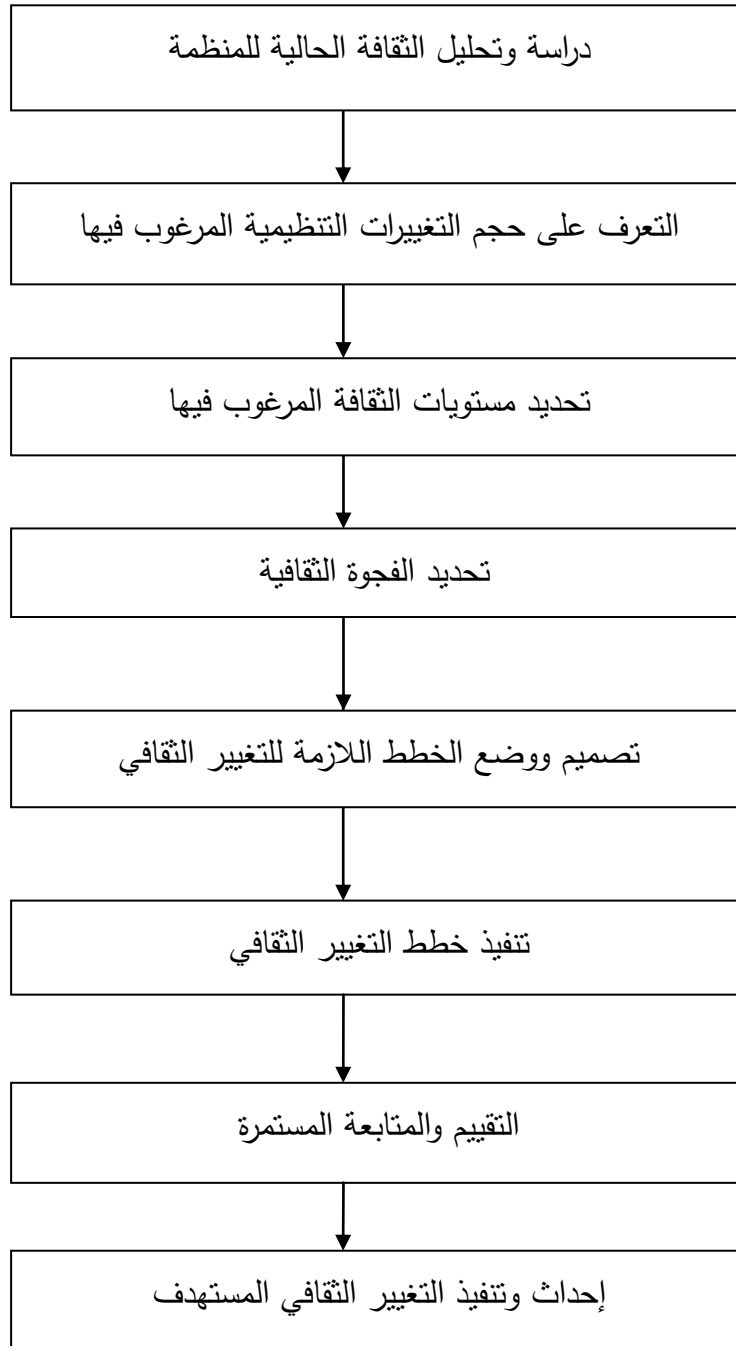 دراسة وتحليل الثقافة الحالية للمنظمة
التعرف على حجم التغييرات التنظيمية المرغوب فيها
تحديد مستويات الثقافة المرغوب فيها
تحديد الفجوة الثقافية
تصميم ووضع الخطط اللازمة للتغيير الثقافي
تنفيذ خطط التغيير الثقافي
التقييم والمتابعة المستمرة
إحداث وتنفيذ التغيير الثقافي المستهدف